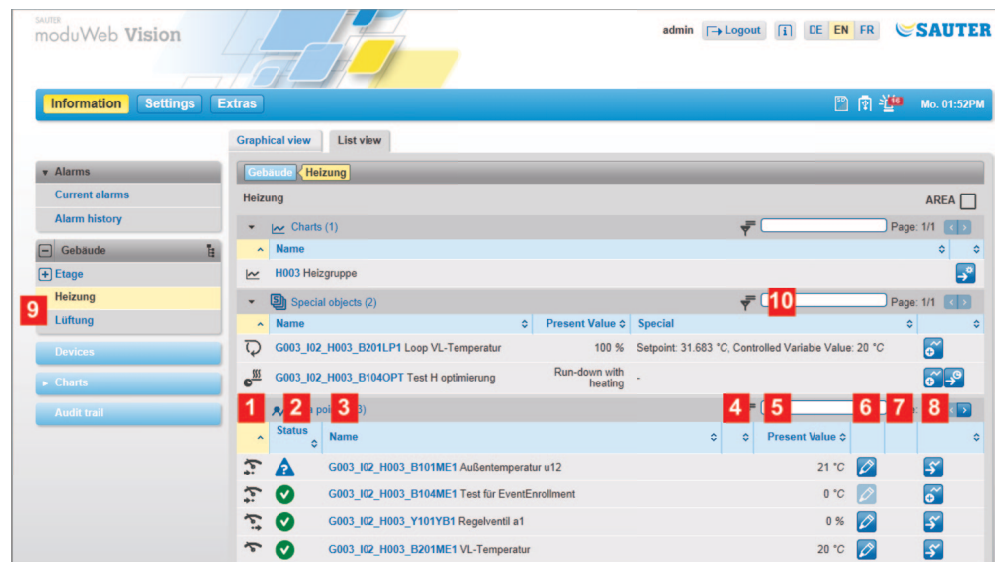 SAUTER
moduWeb Vision
admin Logout i DE EN FR SAUTER
Information Settings Extras Mo. 01:52PM
Graphical view List view
Alarms
Current alarms
Alarm history
Gebäude
Etage
Heizung
Lüftung
Devices
Charts
Audit trail
9
Gebäude Heizung
Heizung AREA
Charts (1) Page: 1/1
Name
H003 Heizgruppe
Special objects (2) 10 Page: 1/1
Name Present Value Special
G003_I02_H003_B201LP1 Loop VL-Temperatur 100 % Setpoint: 31.683 °C, Controlled Variabe Value: 20 °C
G003_I02_H003_B104OPT Test H optimierung Run-down with heating -
1 2 3 4 5 6 7 8
Status Name Present Value
G003_I02_H003_B101ME1 Außentemperatur u12 21 °C
G003_I02_H003_B104ME1 Test für EventEnrollment 0 °C
G003_I02_H003_Y101YB1 Regelventil a1 0 %
G003_I02_H003_B201ME1 VL-Temperatur 20 °C